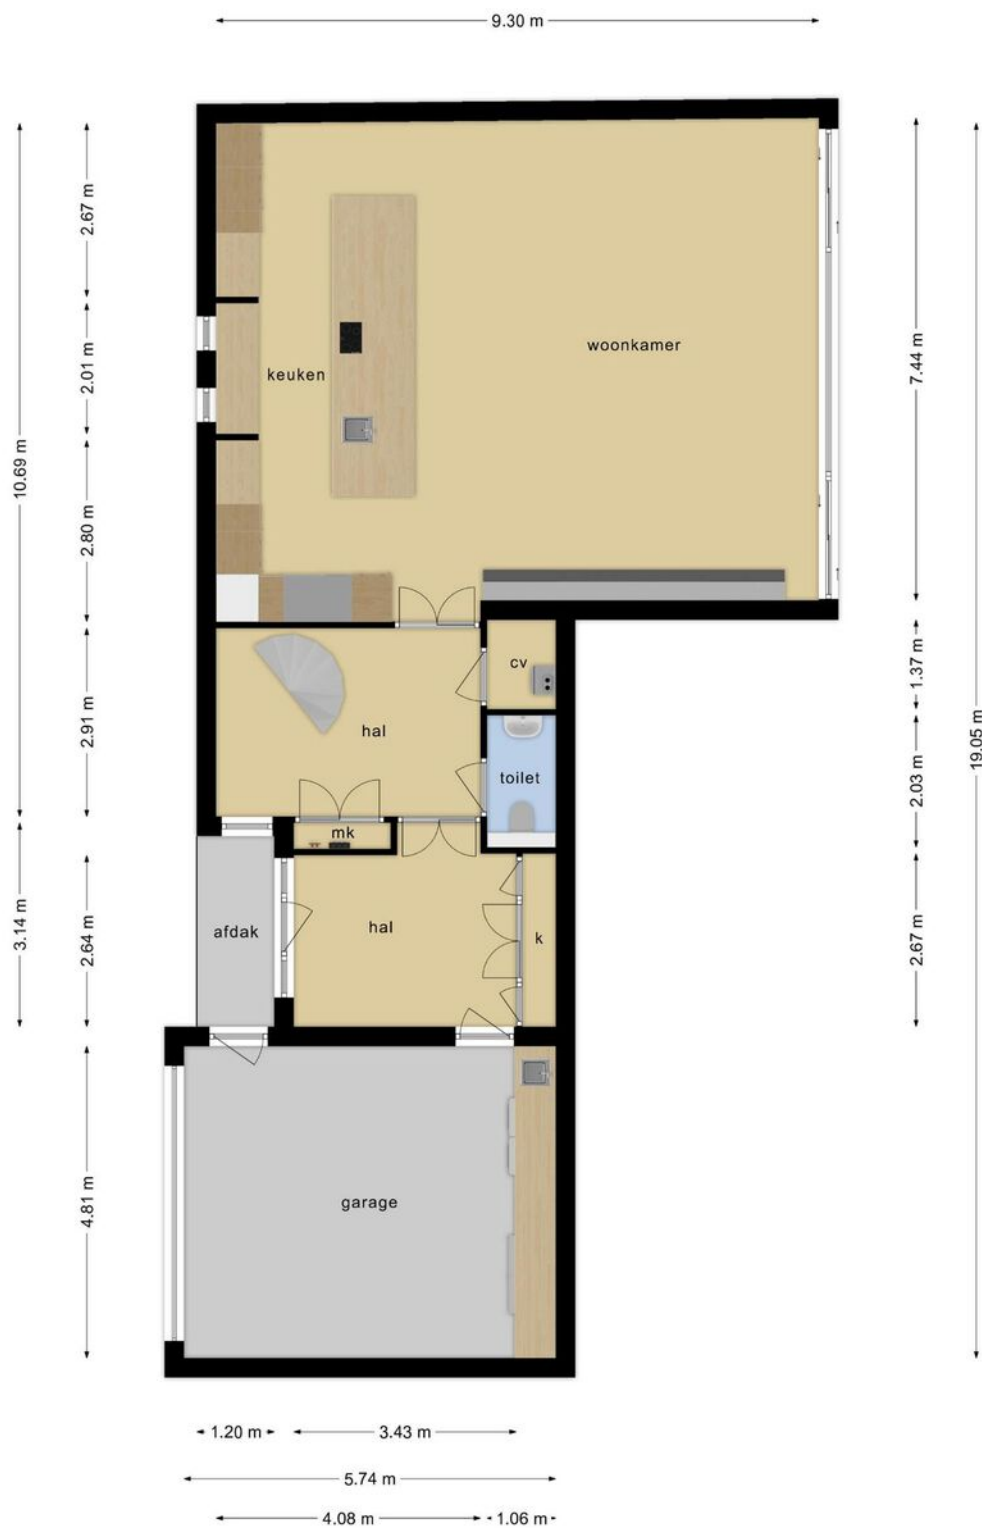 9.30 m
2.67 m
2.01 m
2.80 m
10.69 m
2.91 m
3.14 m
2.64 m
4.81 m
7.44 m
1.37 m
2.03 m
2.67 m
19.05 m
woonkamer
keuken
cv
hal
toilet
mk
hal
afdak
k
garage
1.20 m
3.43 m
5.74 m
4.08 m
1.06 m